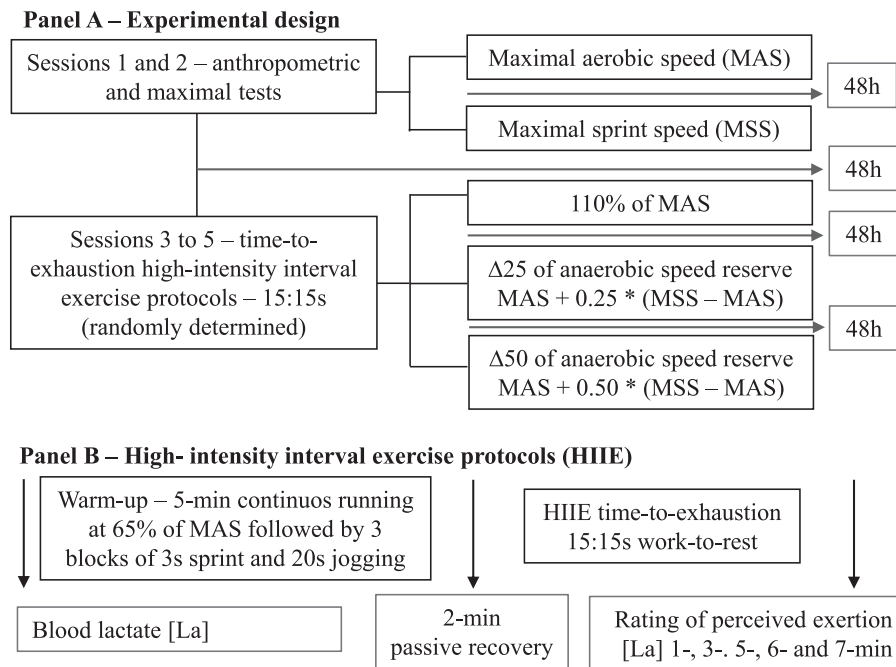 Panel A – Experimental design
Sessions 1 and 2 – anthropometric
and maximal tests
Maximal aerobic speed (MAS)
48h
Maximal sprint speed (MSS)
48h
Sessions 3 to 5 – time-to-
exhaustion high-intensity interval
exercise protocols – 15:15s
(randomly determined)
110% of MAS
48h
Δ25 of anaerobic speed reserve
MAS + 0.25 * (MSS – MAS)
48h
Δ50 of anaerobic speed reserve
MAS + 0.50 * (MSS – MAS)
Panel B – High- intensity interval exercise protocols (HIIE)
Warm-up – 5-min continuos running
at 65% of MAS followed by 3
blocks of 3s sprint and 20s jogging
HIIE time-to-exhaustion
15:15s work-to-rest
Blood lactate [La]
2-min
passive recovery
Rating of perceived exertion
[La] 1-, 3-. 5-, 6- and 7-min